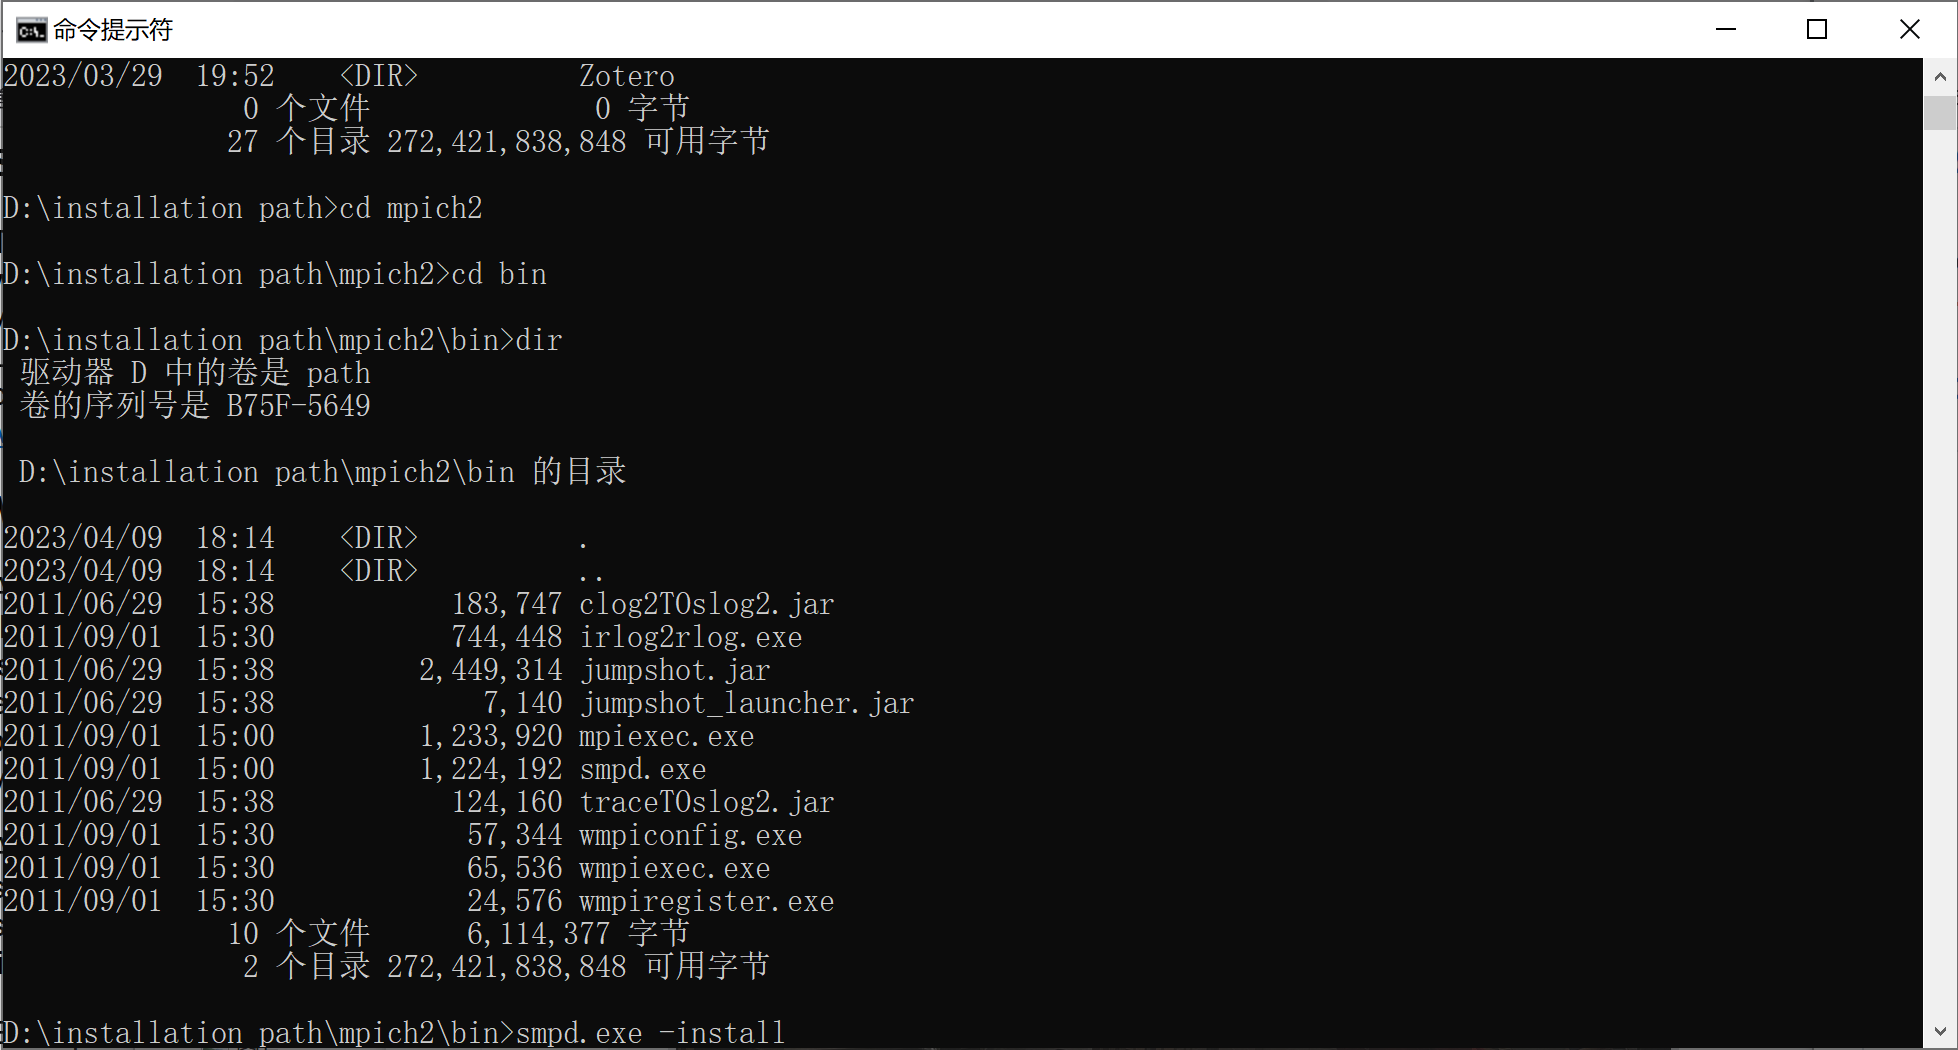 命令提示符
2023/03/29  19:52    <DIR>          Zotero
               0 个文件              0 字节
              27 个目录 272,421,838,848 可用字节
D:\installation path>cd mpich2
D:\installation path\mpich2>cd bin
D:\installation path\mpich2\bin>dir
 驱动器 D 中的卷是 path
 卷的序列号是 B75F-5649
 D:\installation path\mpich2\bin 的目录
2023/04/09  18:14    <DIR>          .
2023/04/09  18:14    <DIR>          ..
2011/06/29  15:38           183,747 clog2TOslog2.jar
2011/09/01  15:30           744,448 irlog2rlog.exe
2011/06/29  15:38         2,449,314 jumpshot.jar
2011/06/29  15:38             7,140 jumpshot_launcher.jar
2011/09/01  15:00         1,233,920 mpiexec.exe
2011/09/01  15:00         1,224,192 smpd.exe
2011/06/29  15:38           124,160 traceTOslog2.jar
2011/09/01  15:30            57,344 wmpiconfig.exe
2011/09/01  15:30            65,536 wmpiexec.exe
2011/09/01  15:30            24,576 wmpiregister.exe
              10 个文件      6,114,377 字节
               2 个目录 272,421,838,848 可用字节
D:\installation path\mpich2\bin>smpd.exe -install